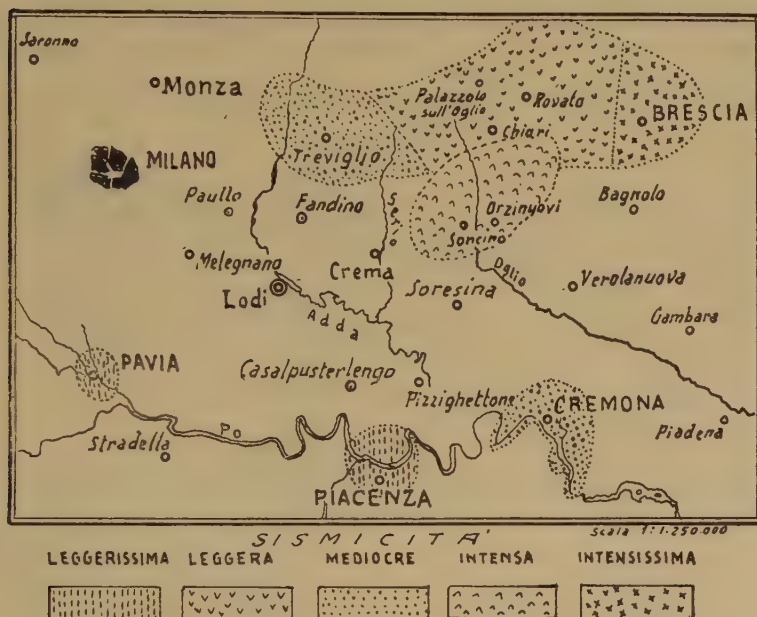 Saronno
Monza
Palazzolo
sull'Oglio
Rovato
BRESCIA
Chiari
MILANO
Treviglio
Paullo
Fandino
Serio
Orzinuovi
Bagnolo
Soncino
Melegnano
Crema
Oglio
Verolanuova
Lodi
Adda
Soresina
Gambara
PAVIA
Casalpusterlengo
Pizzighettone
CREMONA
Piadena
Stradella
Po
PIACENZA
SISMICITA'
Scala 1:1-250.000
LEGGERISSIMA LEGGERA MEDIOCRE INTENSA INTENSISSIMA